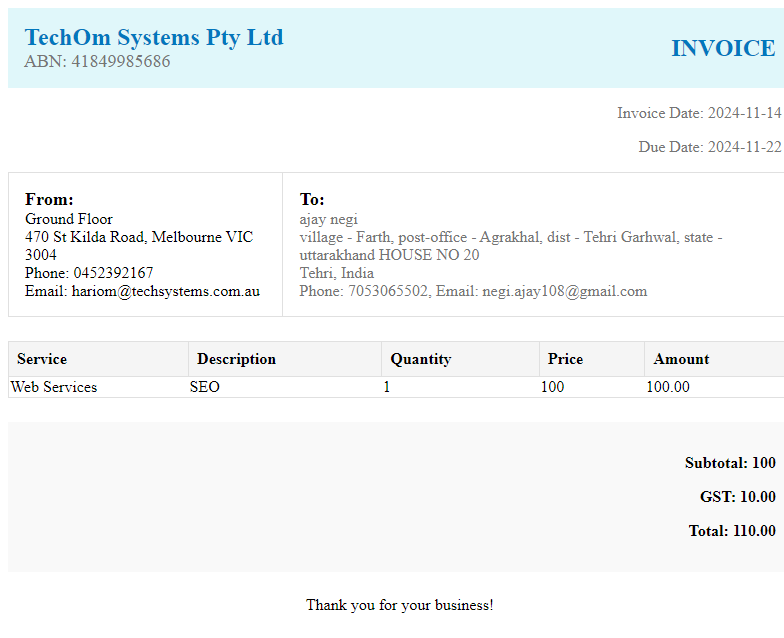 TechOm Systems Pty Ltd
ABN: 41849985686
INVOICE
Invoice Date: 2024-11-14
Due Date: 2024-11-22
From:
Ground Floor
470 St Kilda Road, Melbourne VIC
3004
Phone: 0452392167
Email: hariom@techsystems.com.au
To:
ajay negi
village - Farth, post-office - Agrakhal, dist - Tehri Garhwal, state -
uttarakhand HOUSE NO 20
Tehri, India
Phone: 7053065502, Email: negi.ajay108@gmail.com
Service Description Quantity Price Amount
Web Services SEO 1 100 100.00
Subtotal: 100
GST: 10.00
Total: 110.00
Thank you for your business!